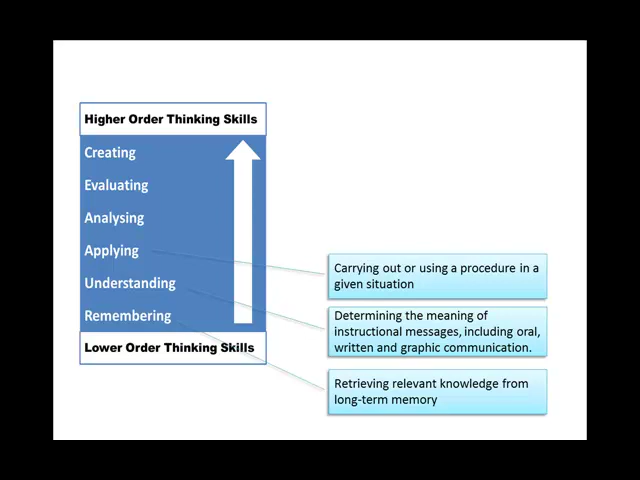 Higher Order Thinking Skills
Creating
Evaluating
Analysing
Applying
Understanding
Remembering
Lower Order Thinking Skills
Carrying out or using a procedure in a
given situation
Determining the meaning of
instructional messages, including oral,
written and graphic communication.
Retrieving relevant knowledge from
long-term memory